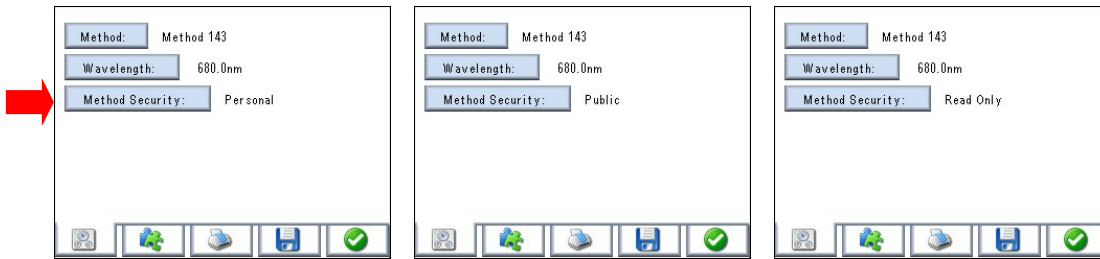 Method: Method 143
Wavelength: 680.0nm
Method Security: Personal
Method: Method 143
Wavelength: 680.0nm
Method Security: Public
Method: Method 143
Wavelength: 680.0nm
Method Security: Read Only